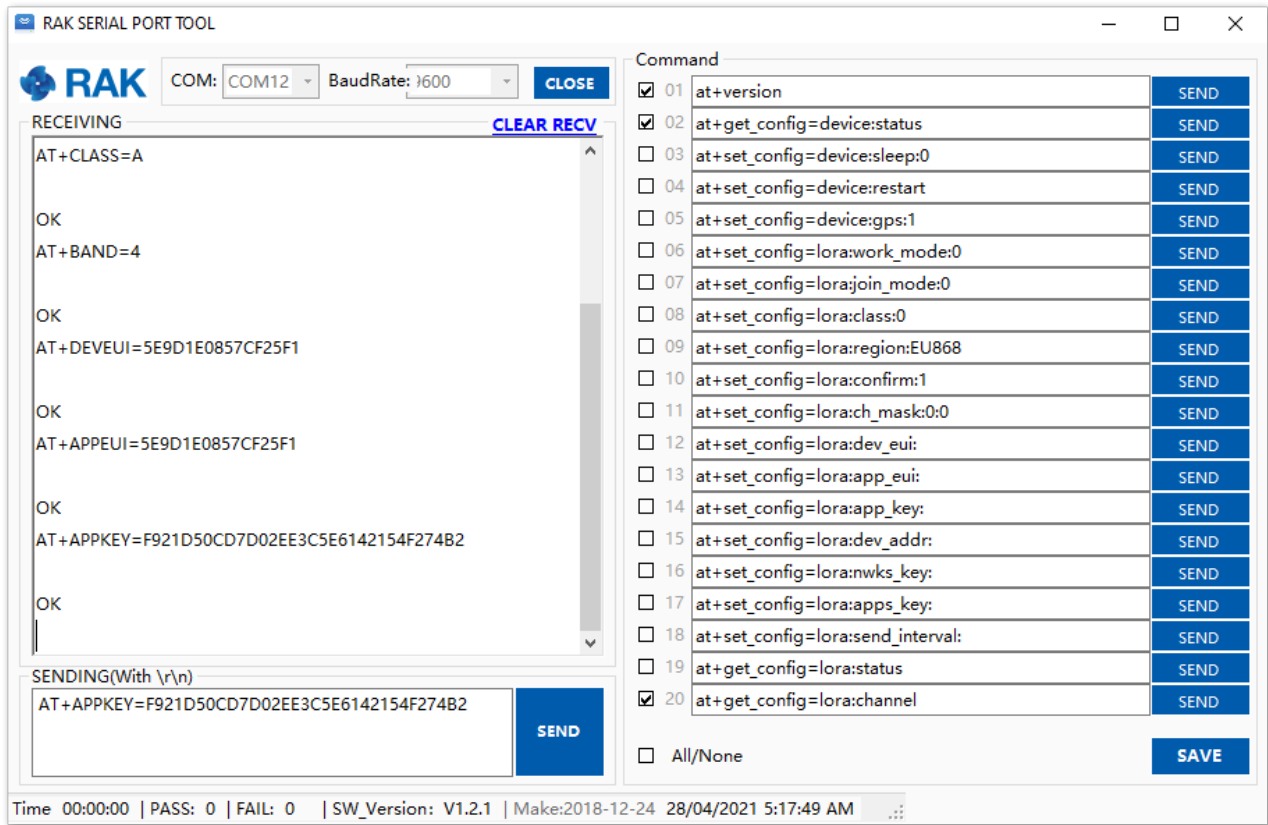 RAK SERIAL PORT TOOL
RAK
COM: COM12 BaudRate: 9600 CLOSE
RECEIVING CLEAR RECV
AT+CLASS=A
OK
AT+BAND=4
OK
AT+DEVEUI=5E9D1E0857CF25F1
OK
AT+APPEUI=5E9D1E0857CF25F1
OK
AT+APPKEY=F921D50CD7D02EE3C5E6142154F274B2
OK
SENDING(With \r\n)
AT+APPKEY=F921D50CD7D02EE3C5E6142154F274B2
SEND
Command
01 at+version SEND
02 at+get_config=device:status SEND
03 at+set_config=device:sleep:0 SEND
04 at+set_config=device:restart SEND
05 at+set_config=device:gps:1 SEND
06 at+set_config=lora:work_mode:0 SEND
07 at+set_config=lora:join_mode:0 SEND
08 at+set_config=lora:class:0 SEND
09 at+set_config=lora:region:EU868 SEND
10 at+set_config=lora:confirm:1 SEND
11 at+set_config=lora:ch_mask:0:0 SEND
12 at+set_config=lora:dev_eui: SEND
13 at+set_config=lora:app_eui: SEND
14 at+set_config=lora:app_key: SEND
15 at+set_config=lora:dev_addr: SEND
16 at+set_config=lora:nwks_key: SEND
17 at+set_config=lora:apps_key: SEND
18 at+set_config=lora:send_interval: SEND
19 at+get_config=lora:status SEND
20 at+get_config=lora:channel SEND
All/None SAVE
Time 00:00:00 | PASS: 0 | FAIL: 0 | SW_Version: V1.2.1 | Make:2018-12-24 28/04/2021 5:17:49 AM